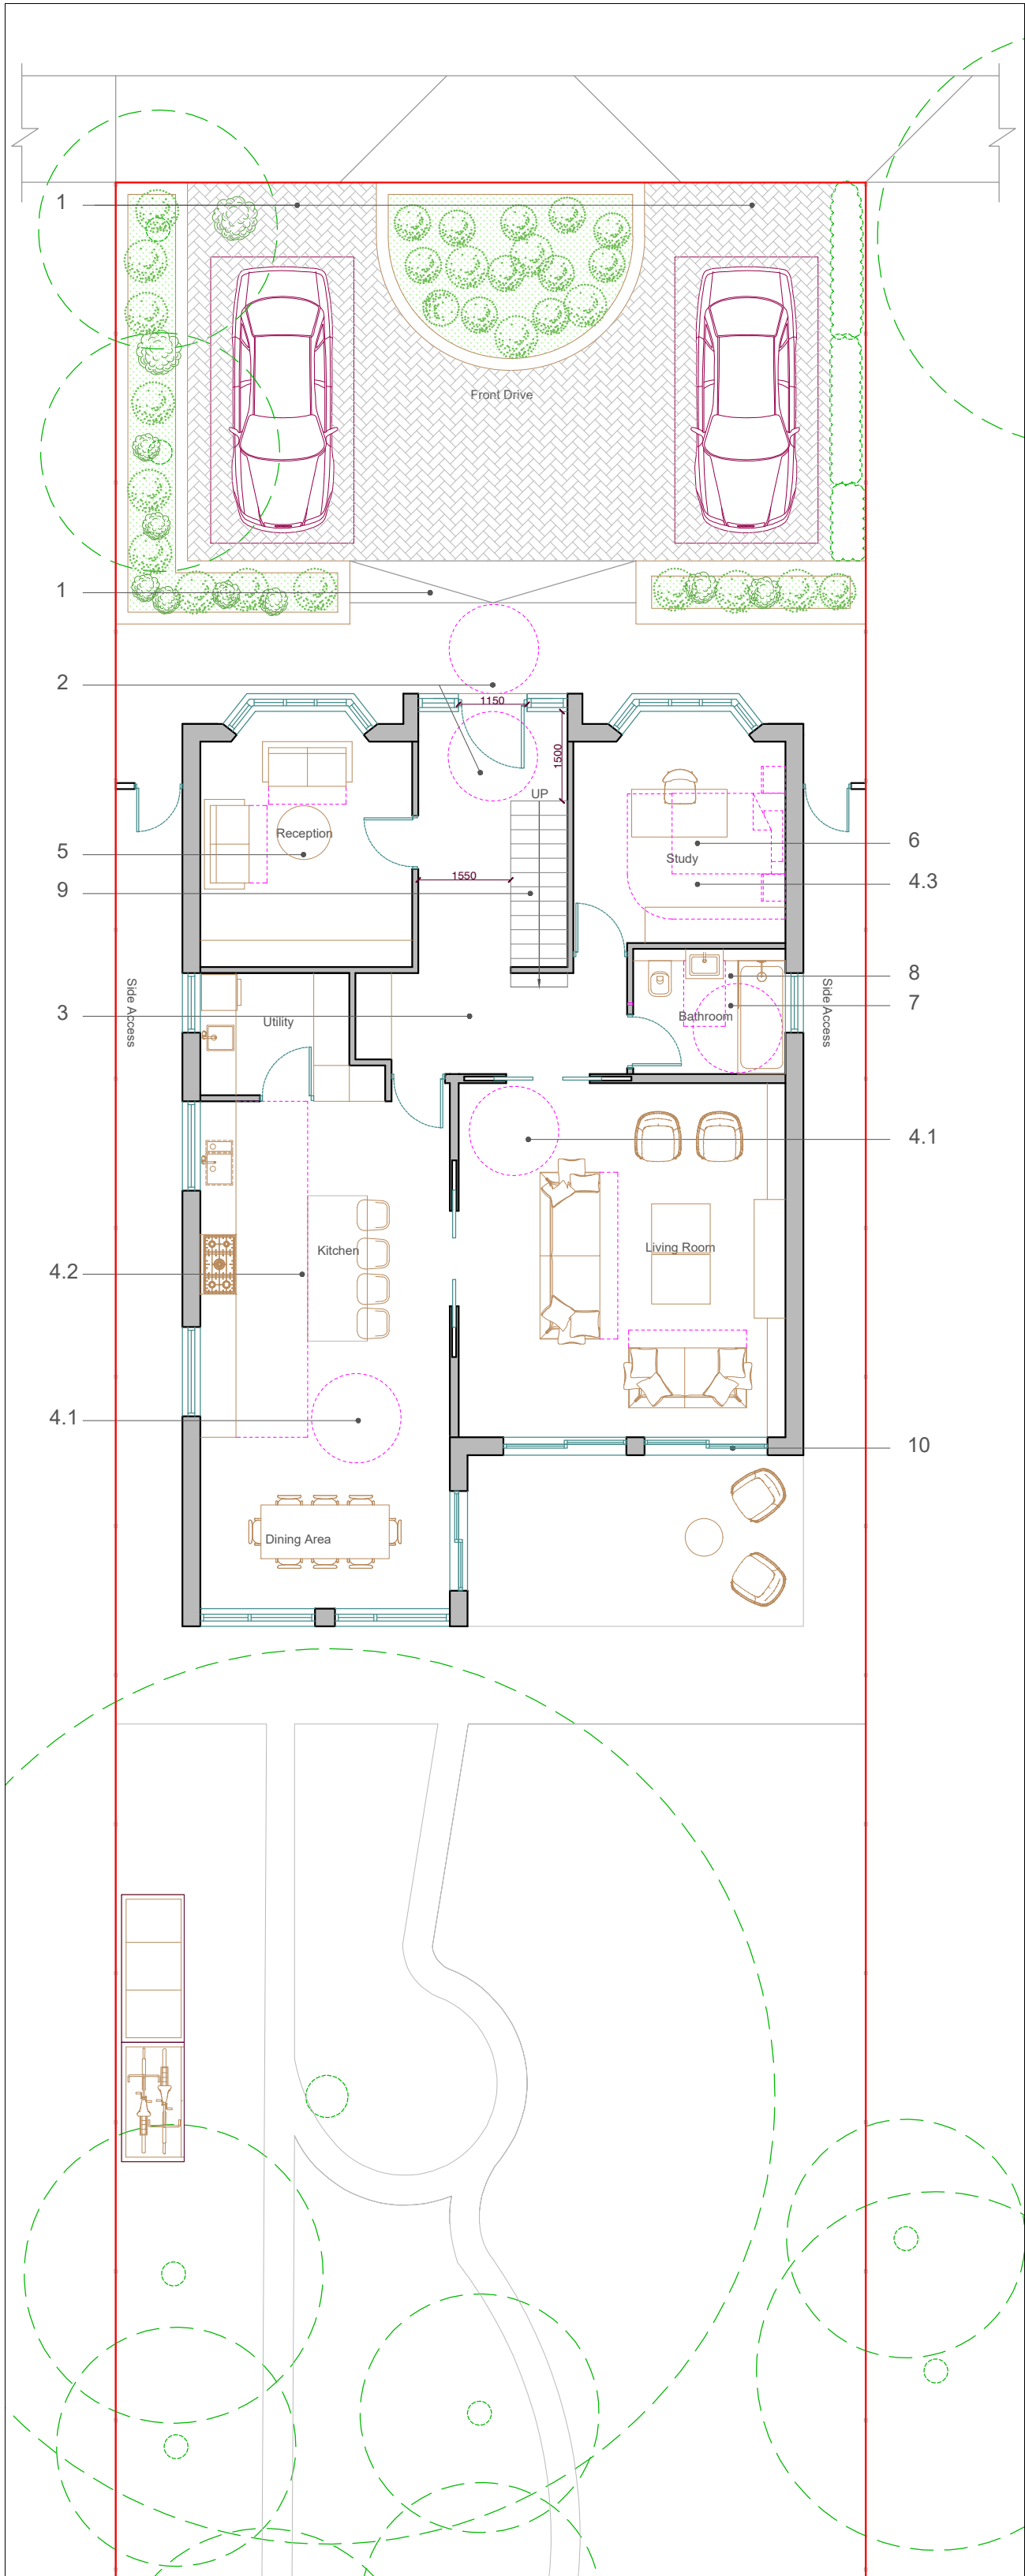 1
Front Drive
1
2
1150
1500
UP
Reception
5
6
Study
1550
4.3
9
8
Side Access
Side Access
7
3
Utility
Bathroom
4.1
Kitchen
Living Room
4.2
4.1
10
Dining Area